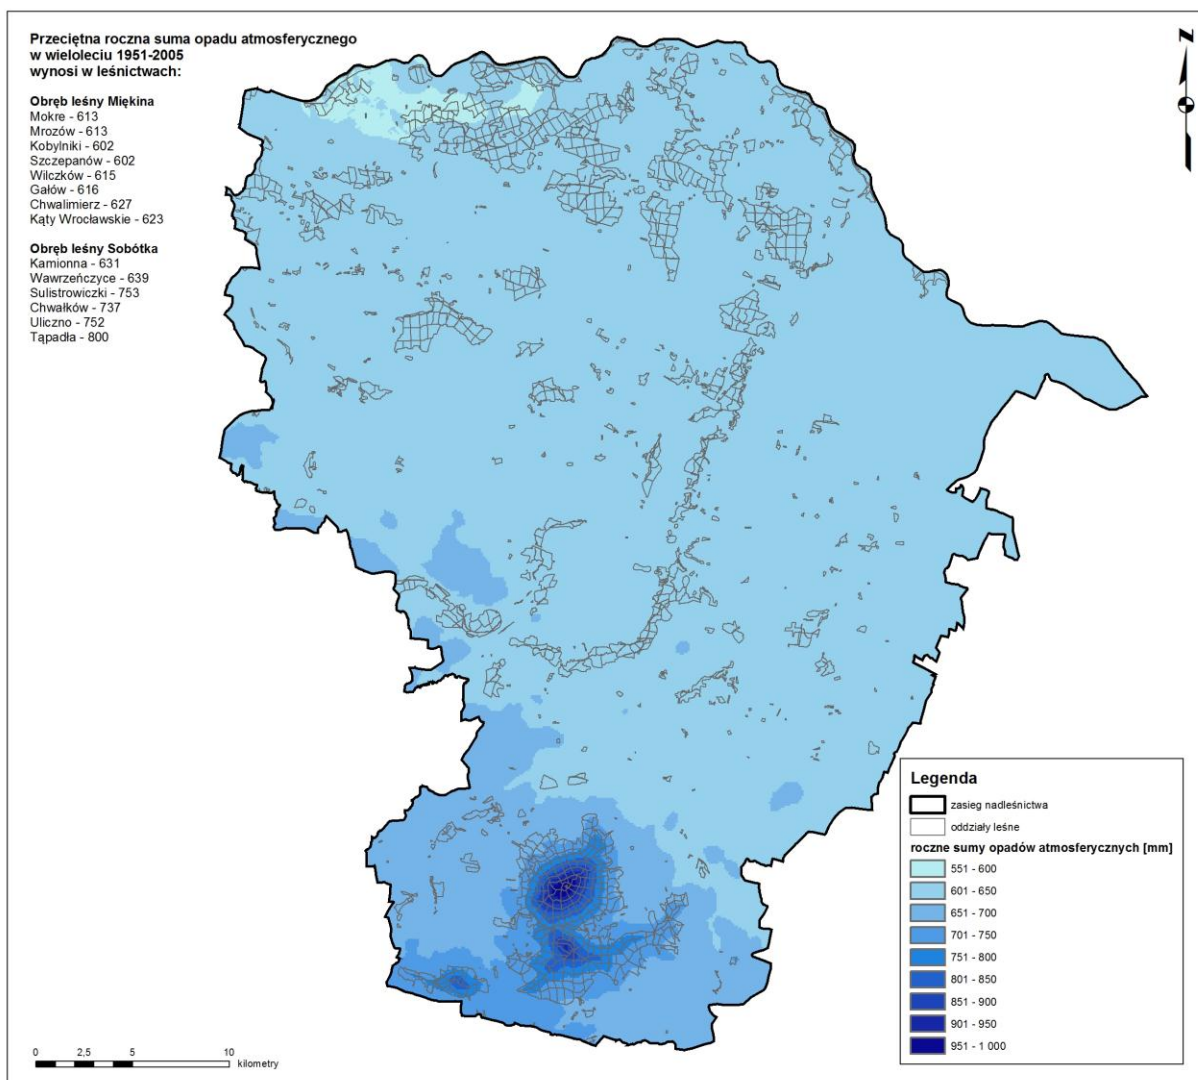 Przeciętna roczna suma opadu atmosferycznego
w wieloleciu 1951-2005
wynosi w leśnictwach:
Obręb leśny Miękina
Mokre - 613
Mrozów - 613
Kobylniki - 602
Szczepanów - 602
Wilczków - 615
Gałów - 616
Chwalimierz - 627
Kąty Wrocławskie - 623
Obręb leśny Sobótka
Kamionna - 631
Wawrzeńczyce - 639
Sulistrowiczki - 753
Chwałków - 737
Uliczno - 752
Tąpadła - 800
N
Legenda
zasięg nadleśnictwa
oddziały leśne
roczne sumy opadów atmosferycznych [mm]
551 - 600
601 - 650
651 - 700
701 - 750
751 - 800
801 - 850
851 - 900
901 - 950
951 - 1 000
0 2,5 5 10
kilometry